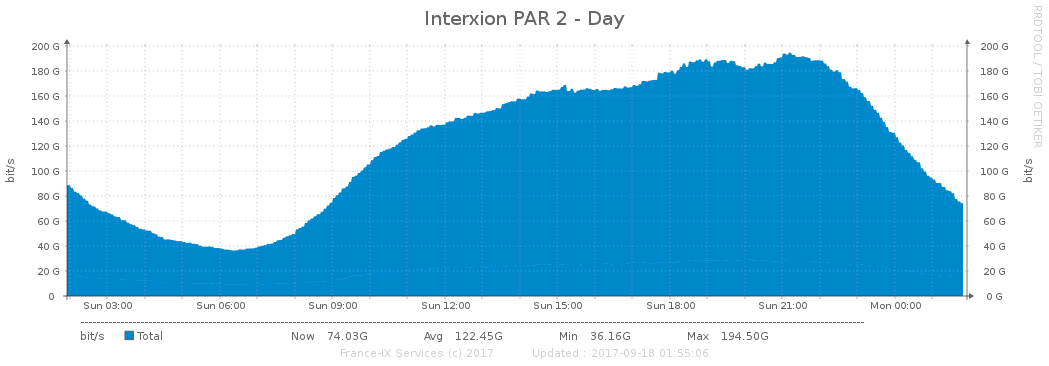 Interxion PAR 2 - Day
RRDTOOL / TOBI OETIKER
bit/s
200 G 200 G
180 G 180 G
160 G 160 G
140 G 140 G
120 G 120 G
100 G 100 G
80 G 80 G
60 G 60 G
40 G 40 G
20 G 20 G
0 0 G
bit/s
Sun 03:00 Sun 06:00 Sun 09:00 Sun 12:00 Sun 15:00 Sun 18:00 Sun 21:00 Mon 00:00
bit/s Total Now 74.03G Avg 122.45G Min 36.16G Max 194.50G
France-IX Services (c) 2017 Updated : 2017-09-18 01:55:06